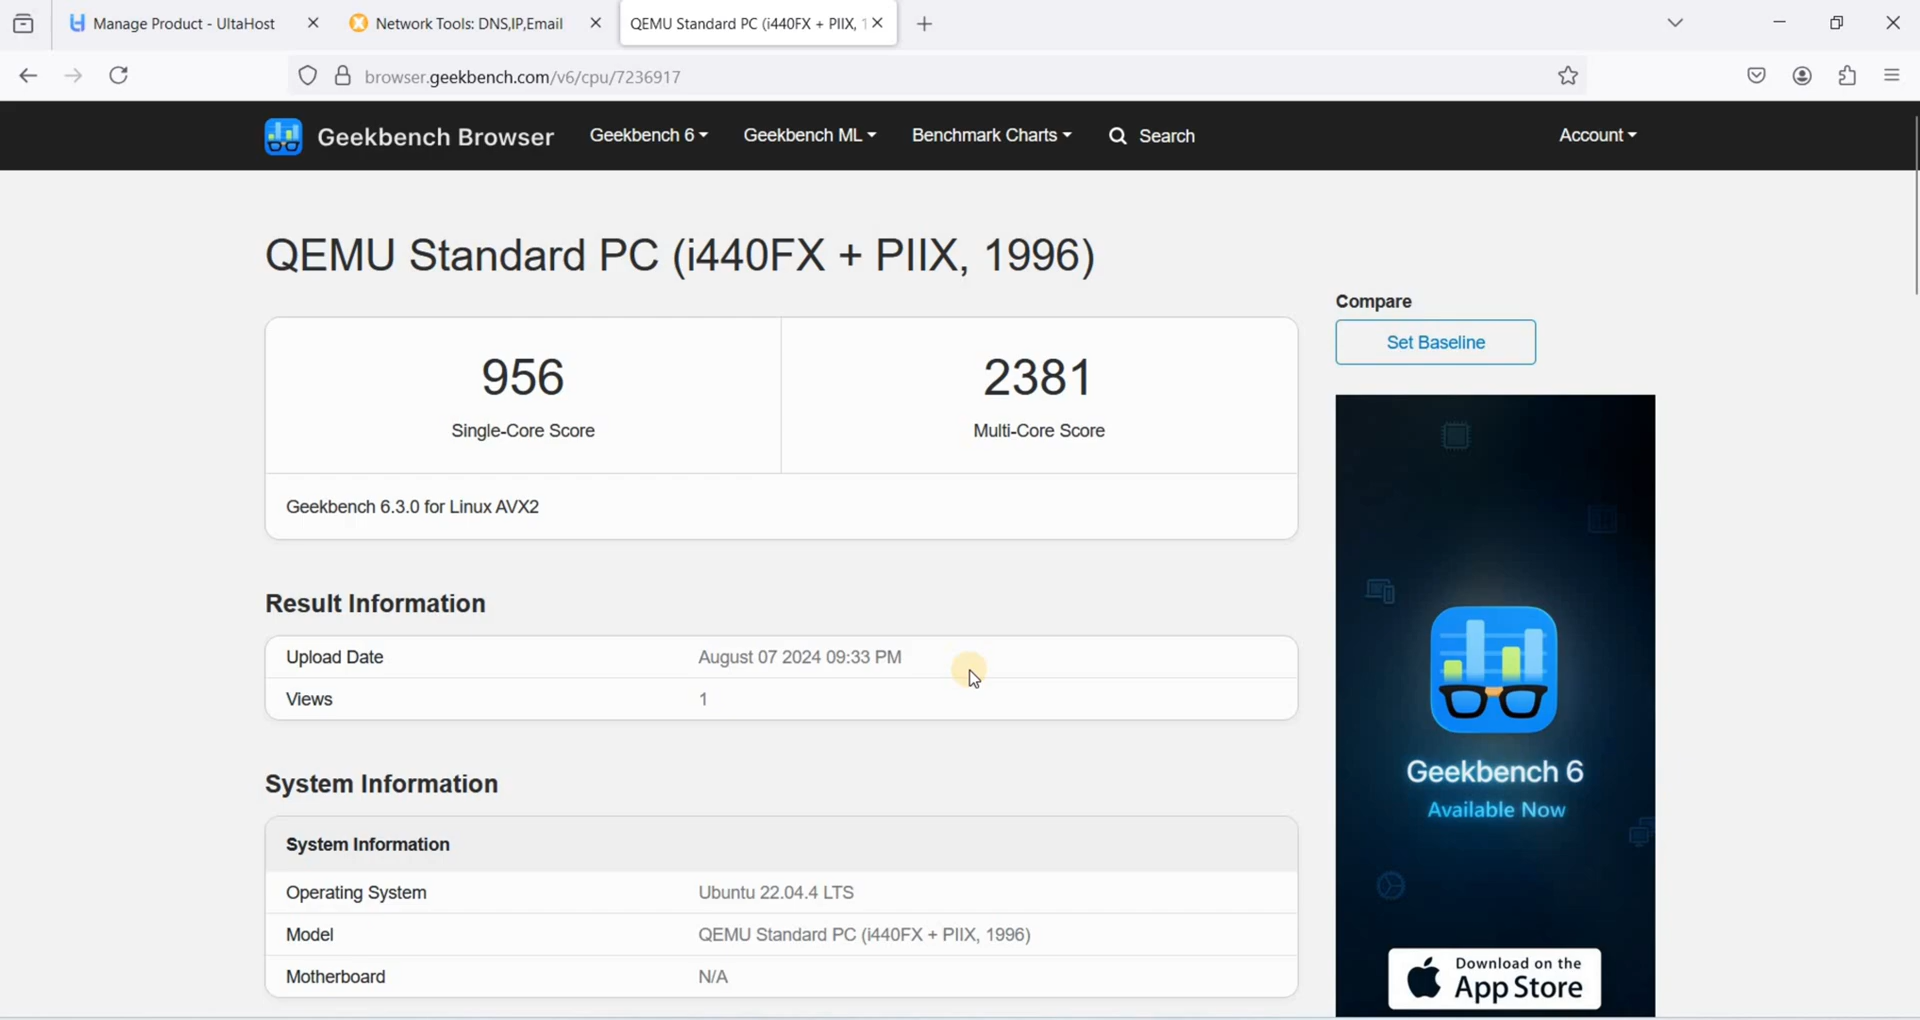 Manage Product - UltaHost
Network Tools: DNS,IP,Email
QEMU Standard PC (i440FX + PIIX, 1
browser.geekbench.com/v6/cpu/7236917
Geekbench Browser
Geekbench 6
Geekbench ML
Benchmark Charts
Search
Account
QEMU Standard PC (i440FX + PIIX, 1996)
Compare
Set Baseline
956
Single-Core Score
2381
Multi-Core Score
Geekbench 6.3.0 for Linux AVX2
Result Information
Upload Date August 07 2024 09:33 PM
Views 1
System Information
System Information
Operating System Ubuntu 22.04.4 LTS
Model QEMU Standard PC (i440FX + PIIX, 1996)
Motherboard N/A
Geekbench 6
Available Now
Download on the
App Store